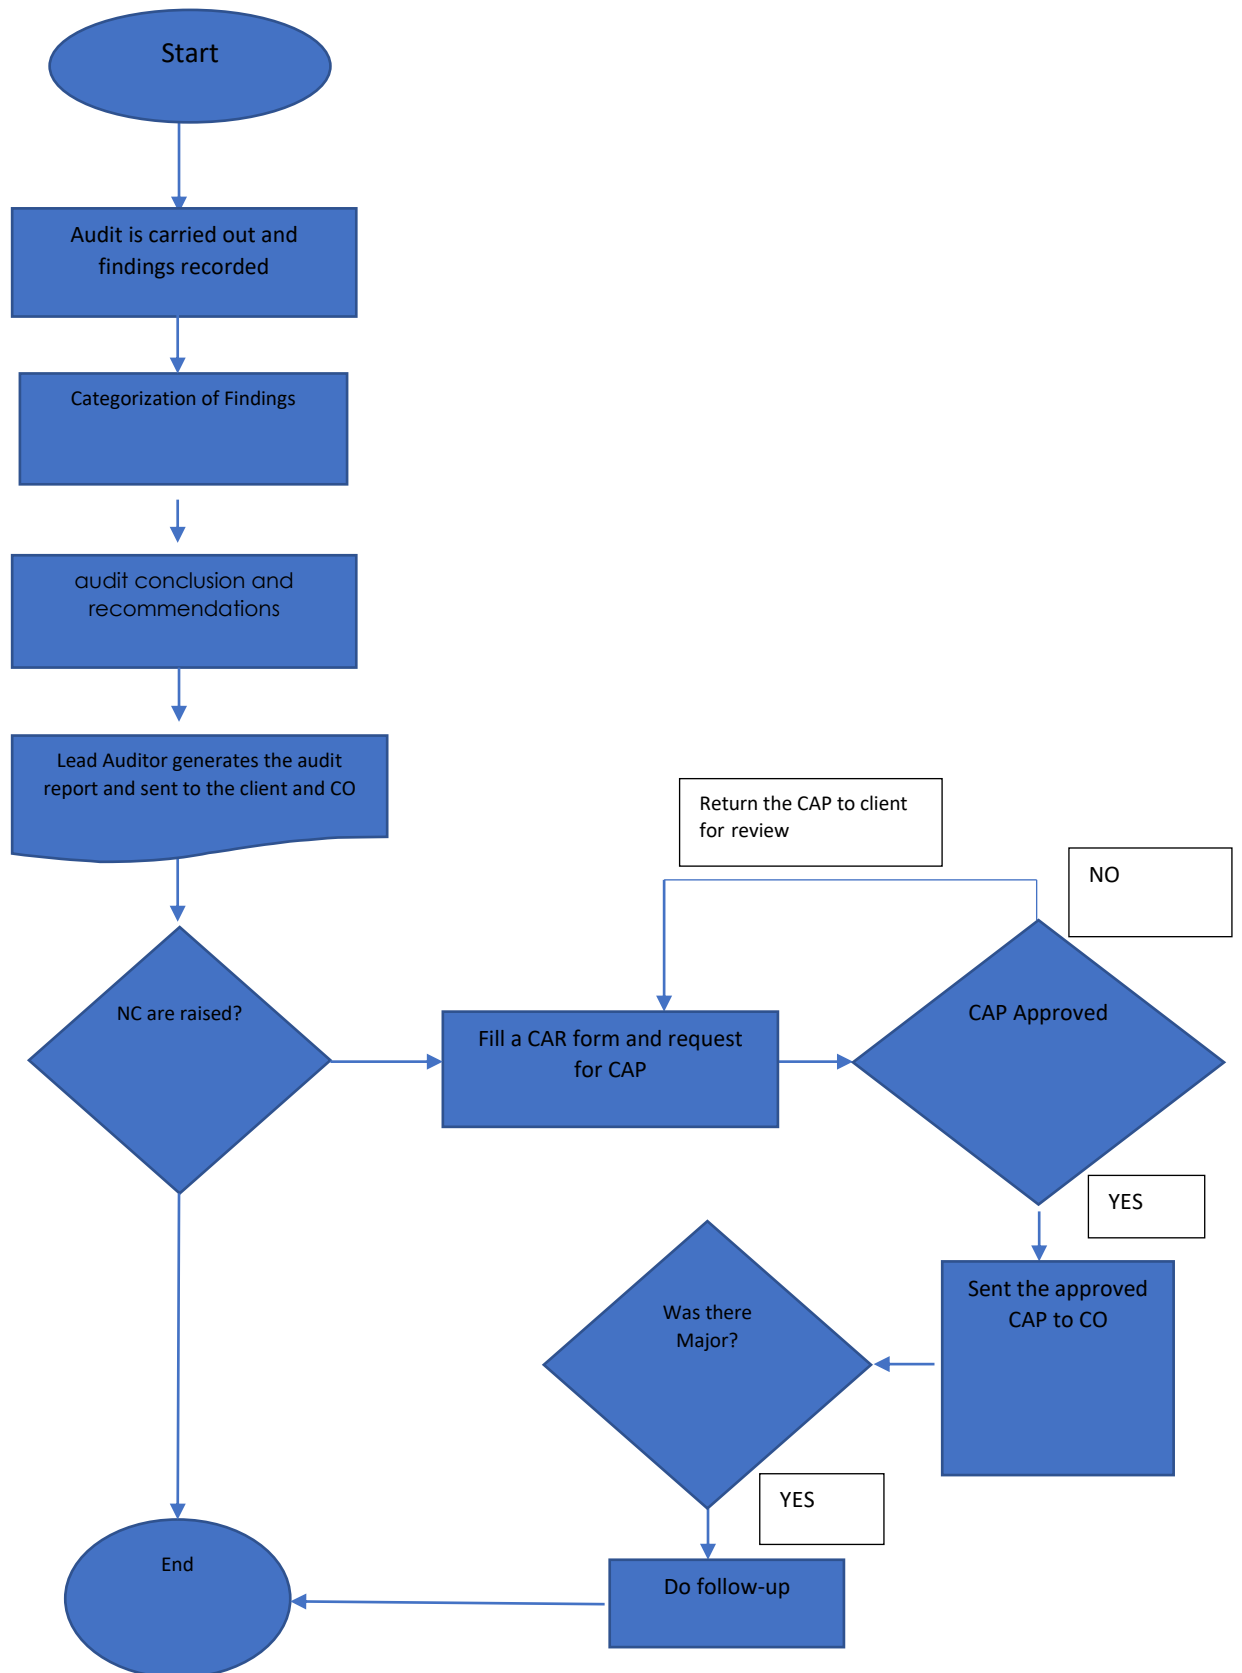 Start
Audit is carried out and
findings recorded
Categorization of Findings
audit conclusion and
recommendations
Lead Auditor generates the audit
report and sent to the client and CO
Return the CAP to client
for review
NO
NC are raised?
Fill a CAR form and request
for CAP
CAP Approved
YES
Sent the approved
CAP to CO
Was there
Major?
YES
End
Do follow-up